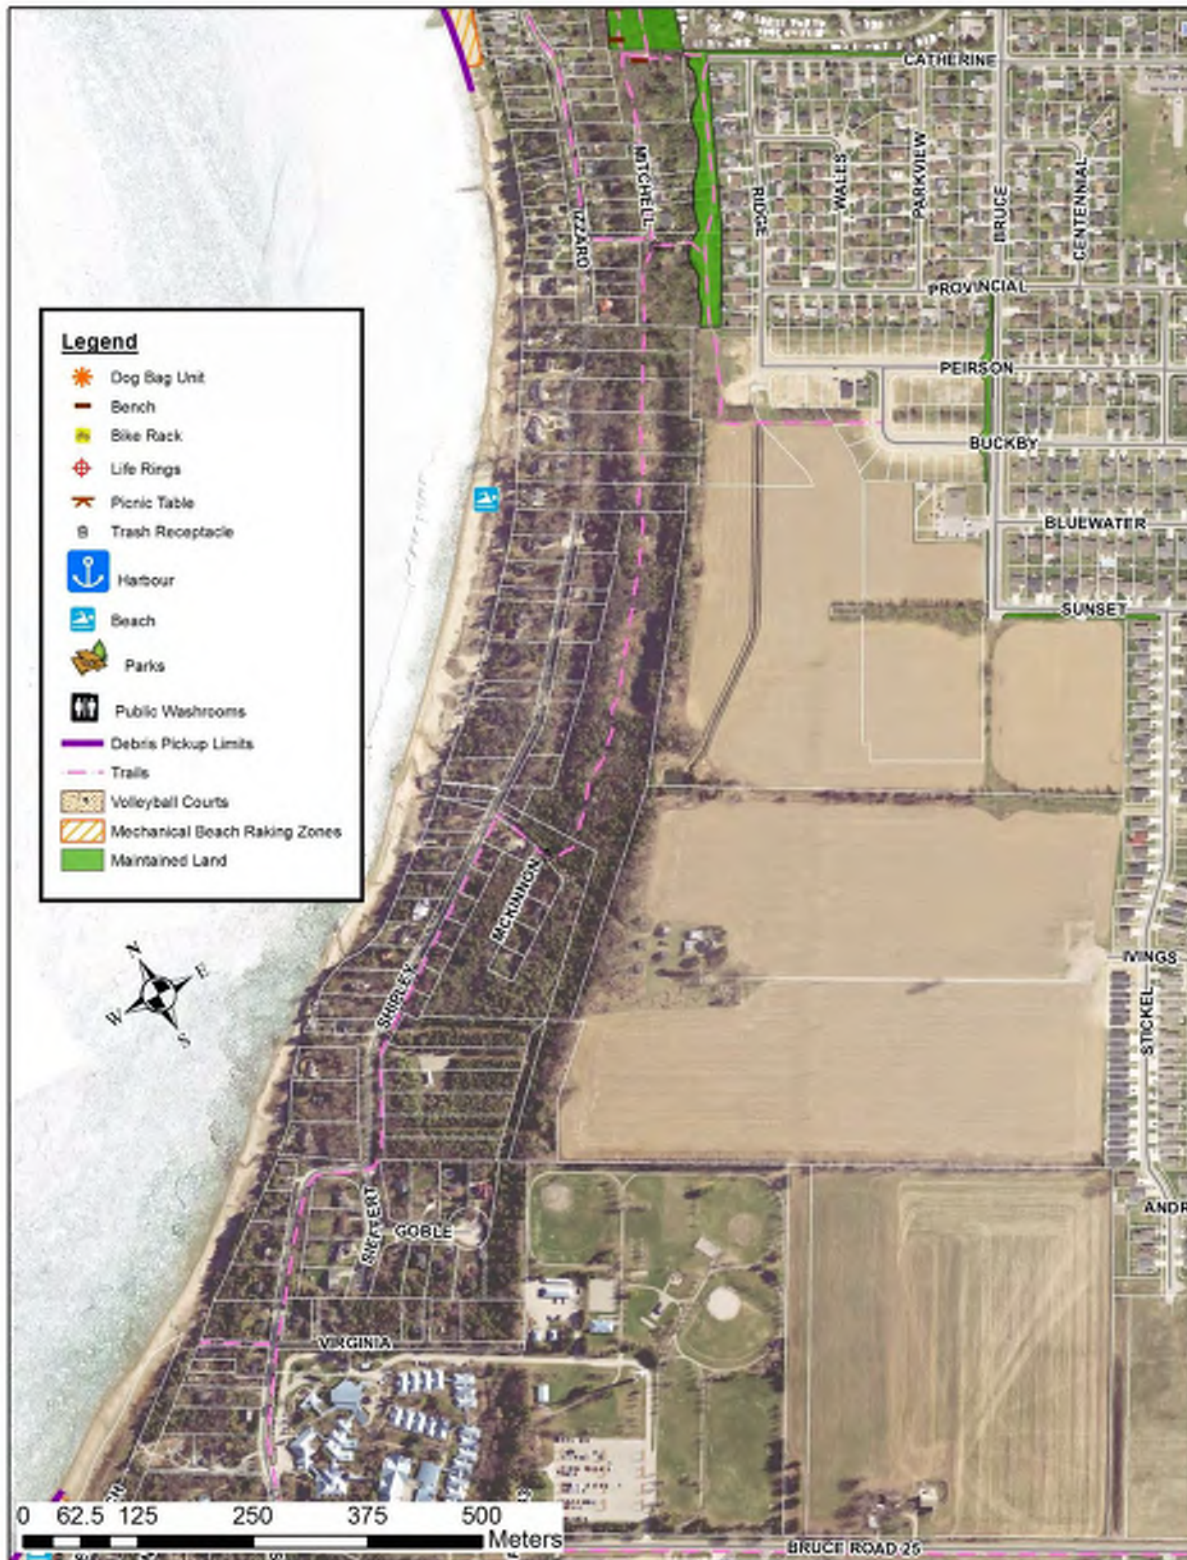 CATHERINE
MITCHELL
IZZARD
RIDGE
WALES
PARKVIEW
BRUCE
CENTENNIAL
PROVINCIAL
PEIRSON
BUCKBY
BLUEWATER
SUNSET
Legend
Dog Bag Unit
Bench
Bike Rack
Life Rings
Picnic Table
Trash Receptacle
Harbour
Beach
Parks
Public Washrooms
Debris Pickup Limits
Trails
Volleyball Courts
Mechanical Beach Raking Zones
Maintained Land
MCKINNON
N
E
W
S
SHIPLEY
IVINGS
STICKEL
ANDR
SIEFFERT
GOBLE
VIRGINIA
0 62.5 125 250 375 500
Meters
BRUCE ROAD 25